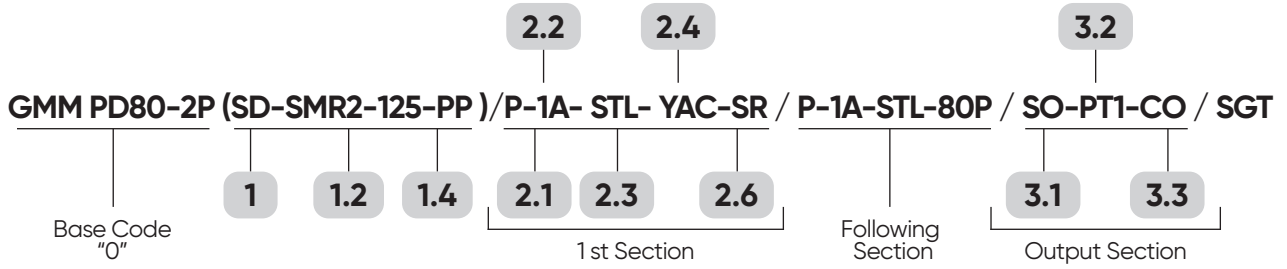 2.2 2.4 3.2
GMM PD80-2P (SD-SMR2-125-PP )/P-1A- STL- YAC-SR / P-1A-STL-80P / SO-PT1-CO / SGT
1 1.2 1.4 2.1 2.3 2.6 3.1 3.3
Base Code
"0"
1 st Section
Following
Section
Output Section